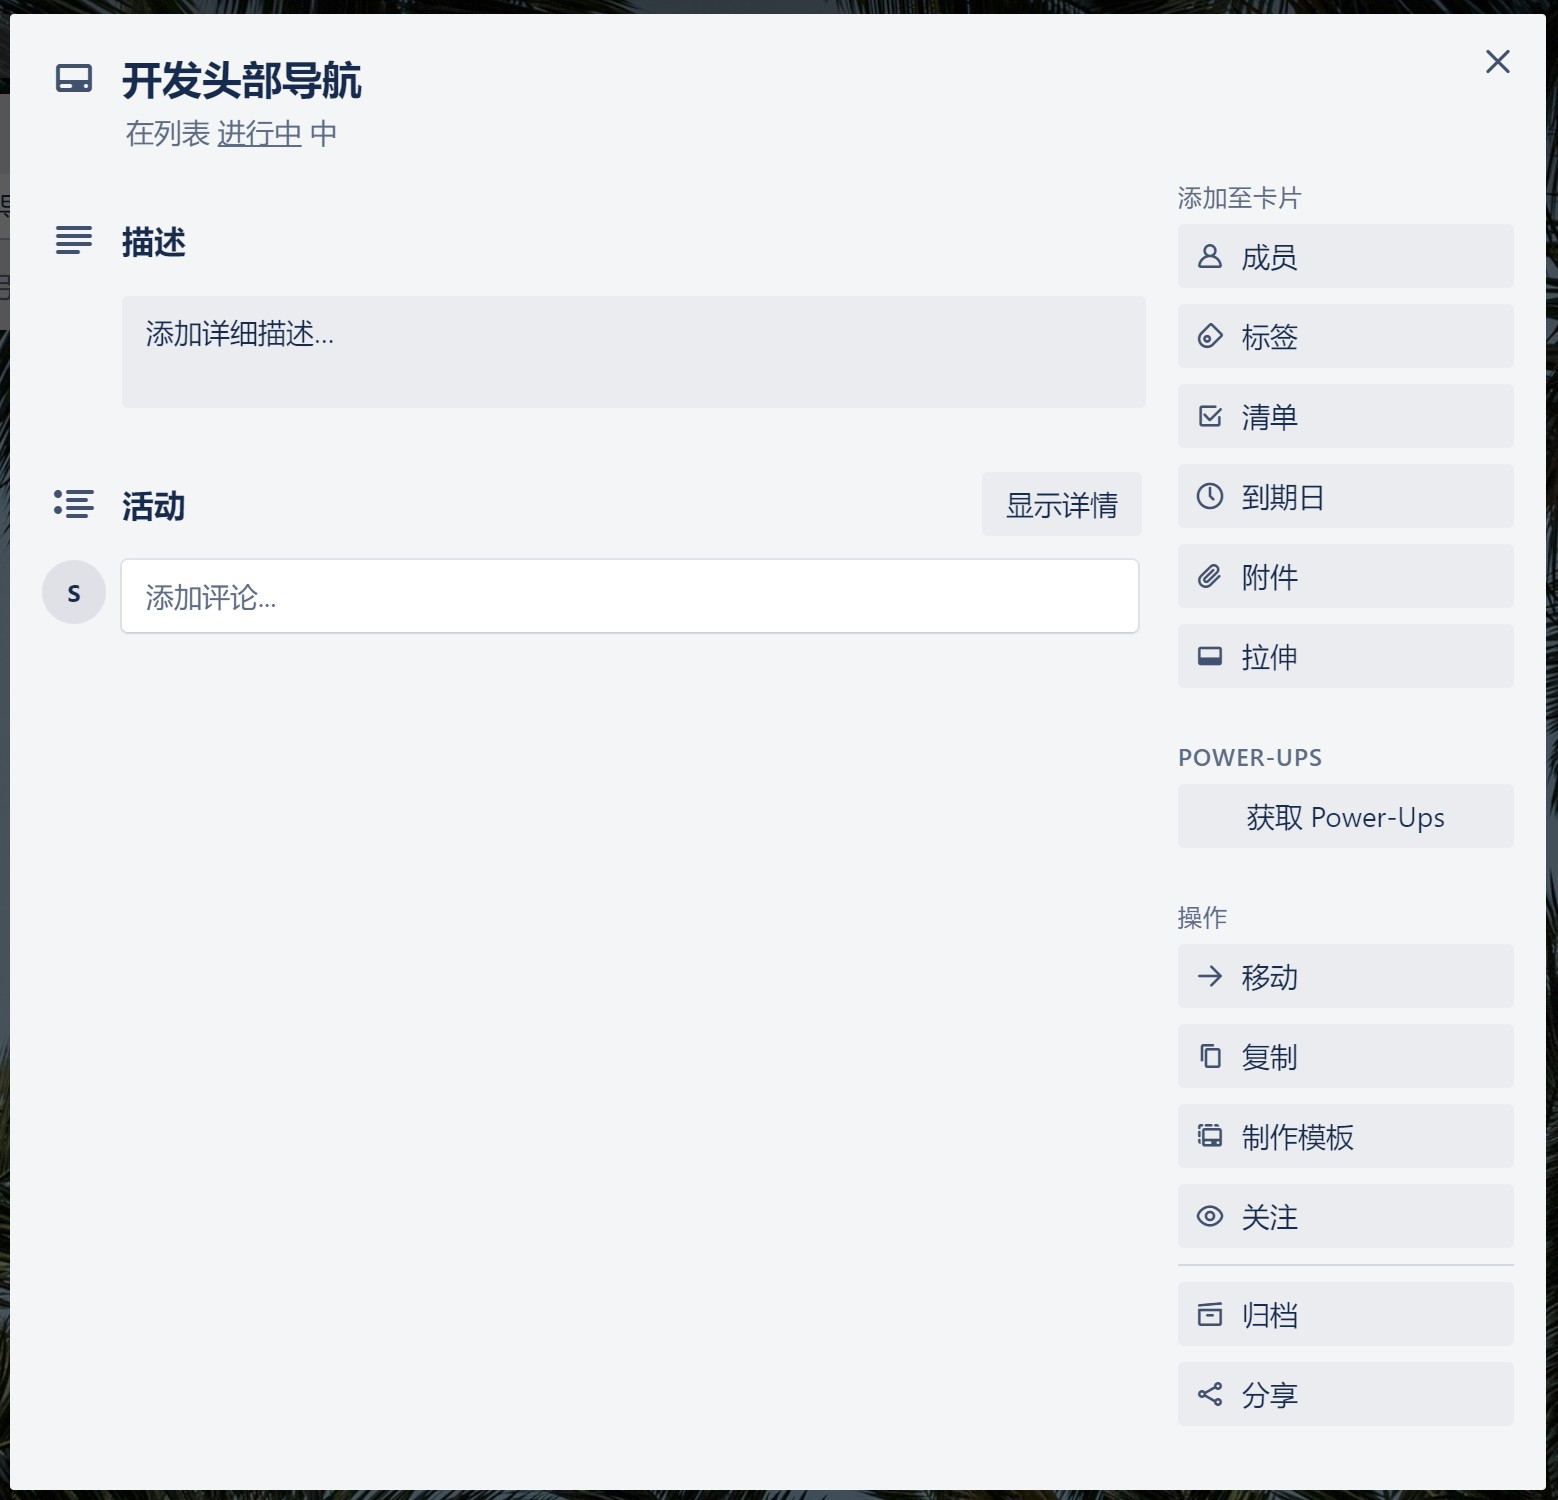 开发头部导航
在列表 进行中 中
描述
添加详细描述...
活动
显示详情
S
添加评论...
添加至卡片
成员
标签
清单
到期日
附件
拉伸
POWER-UPS
获取 Power-Ups
操作
移动
复制
制作模板
关注
归档
分享